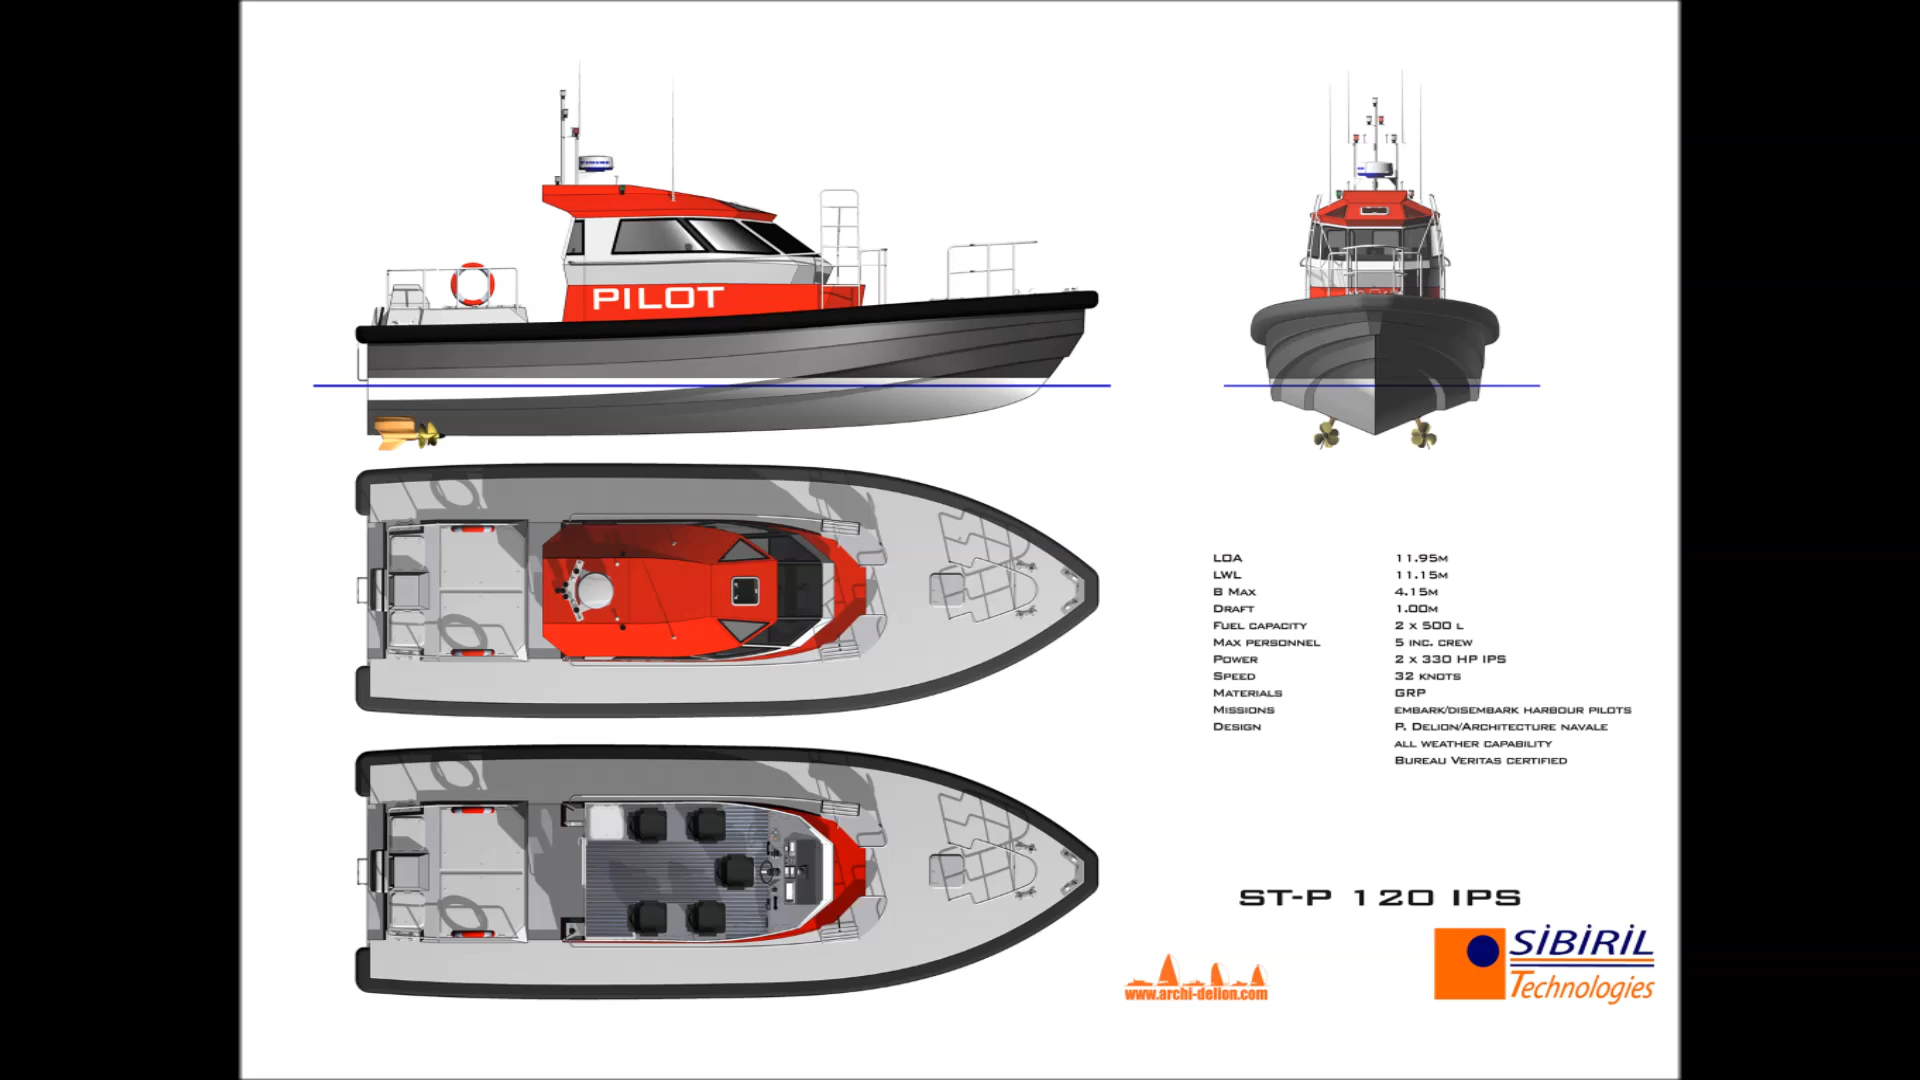 FURUNO
PILOT
LOA 11.95M
LWL 11.15M
B MAX 4.15M
DRAFT 1.00M
FUEL CAPACITY 2 X 500 L
MAX PERSONNEL 5 INC. CREW
POWER 2 X 330 HP IPS
SPEED 32 KNOTS
MATERIALS GRP
MISSIONS EMBARK/DISEMBARK HARBOUR PILOTS
DESIGN P. DELION/ARCHITECTURE NAVALE
ALL WEATHER CAPABILITY
BUREAU VERITAS CERTIFIED
ST-P 120 IPS
www.archi-delion.com
SiBiRiL
Technologies